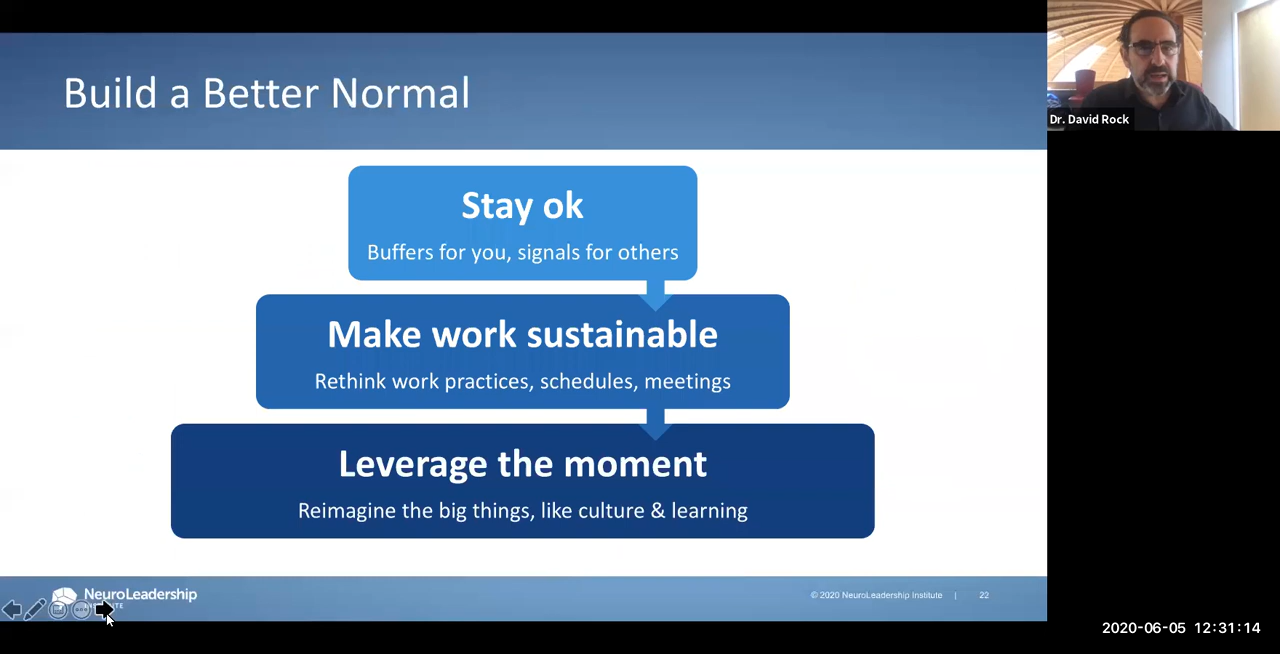 Build a Better Normal
Dr. David Rock
Stay ok
Buffers for you, signals for others
Make work sustainable
Rethink work practices, schedules, meetings
Leverage the moment
Reimagine the big things, like culture & learning
NeuroLeadership
© 2020 NeuroLeadership Institute | 22
2020-06-05 12:31:14